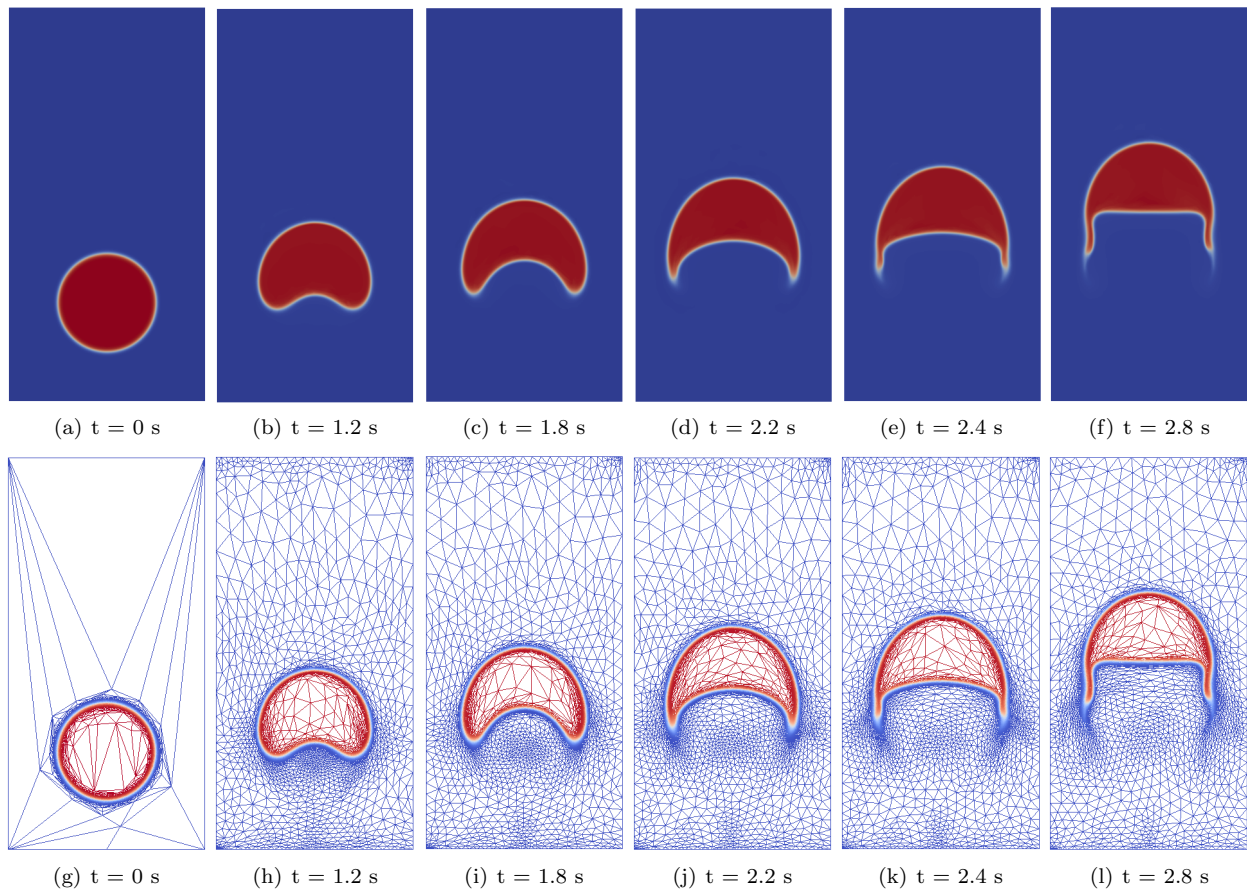 (a) t = 0 s (b) t = 1.2 s (c) t = 1.8 s (d) t = 2.2 s (e) t = 2.4 s (f) t = 2.8 s
(g) t = 0 s (h) t = 1.2 s (i) t = 1.8 s (j) t = 2.2 s (k) t = 2.4 s (l) t = 2.8 s